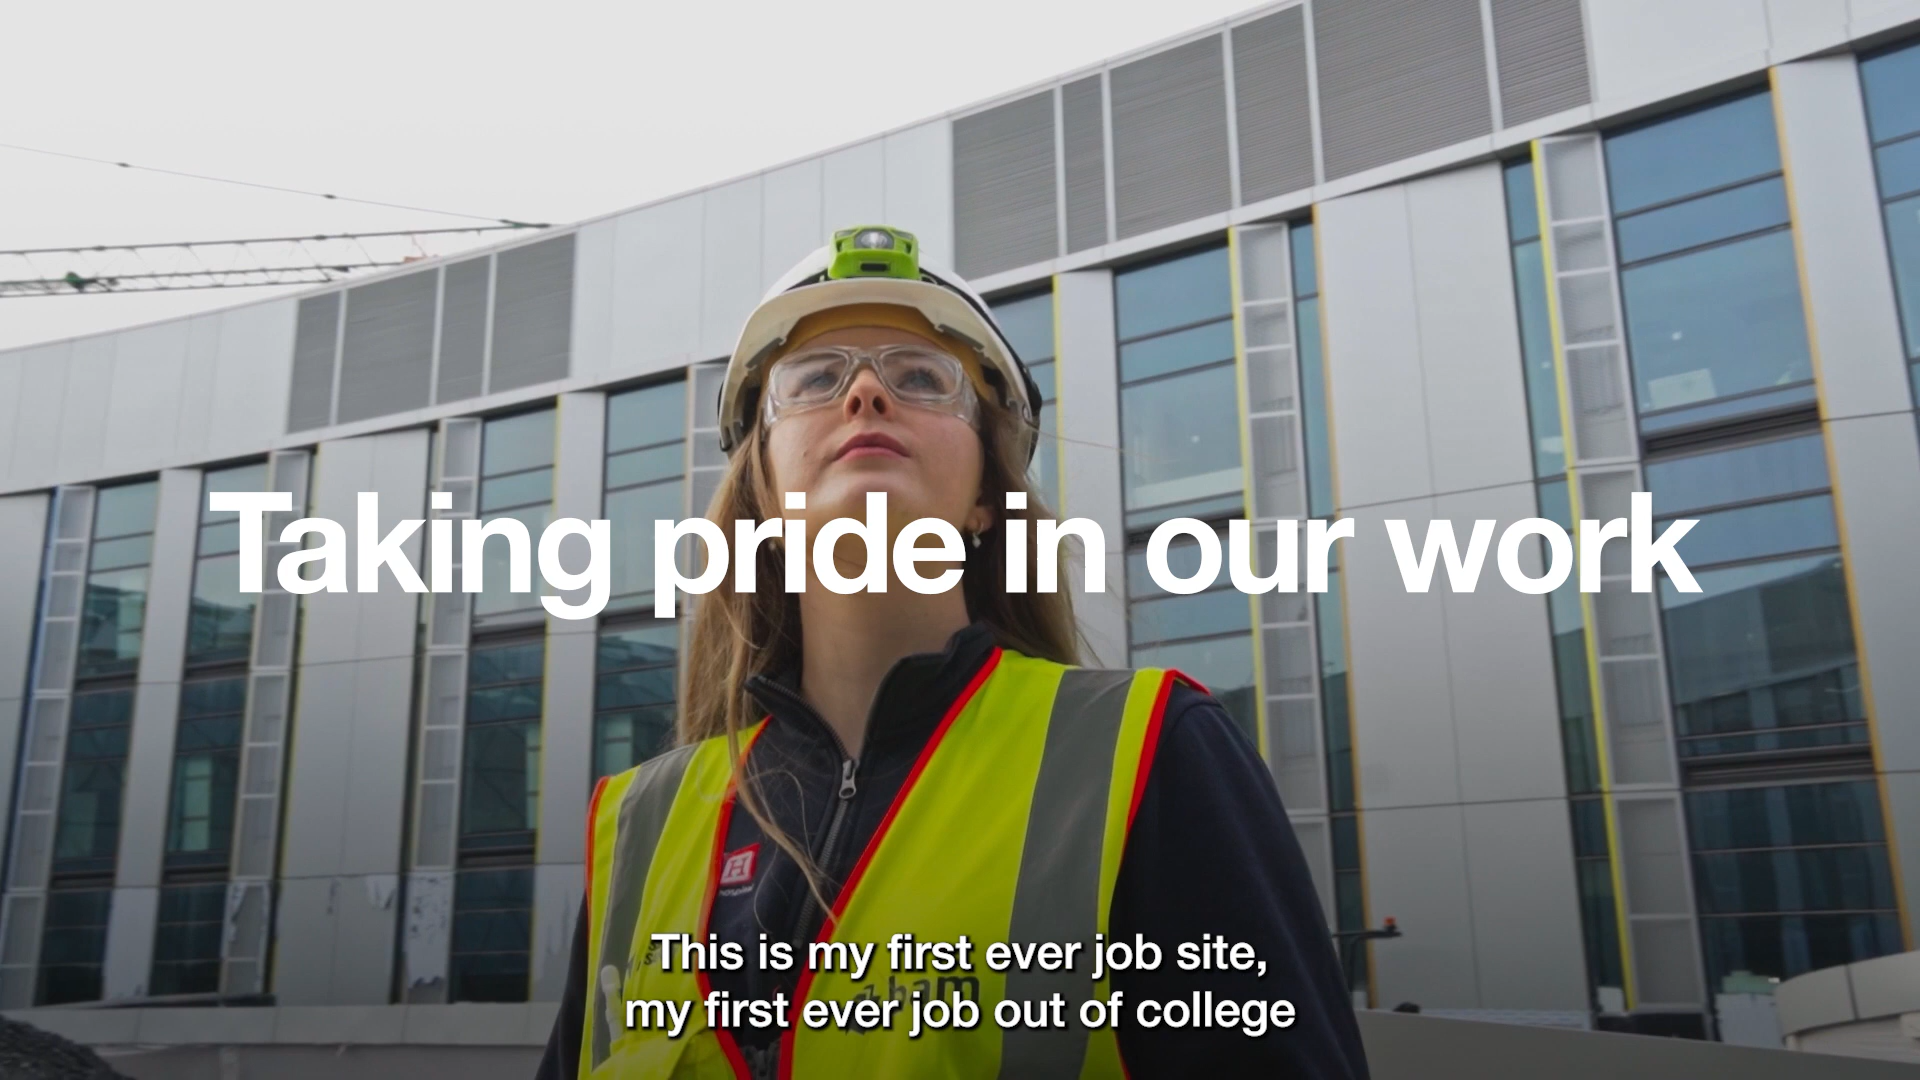 Taking pride in our work
H
This is my first ever job site,
my first ever job out of college